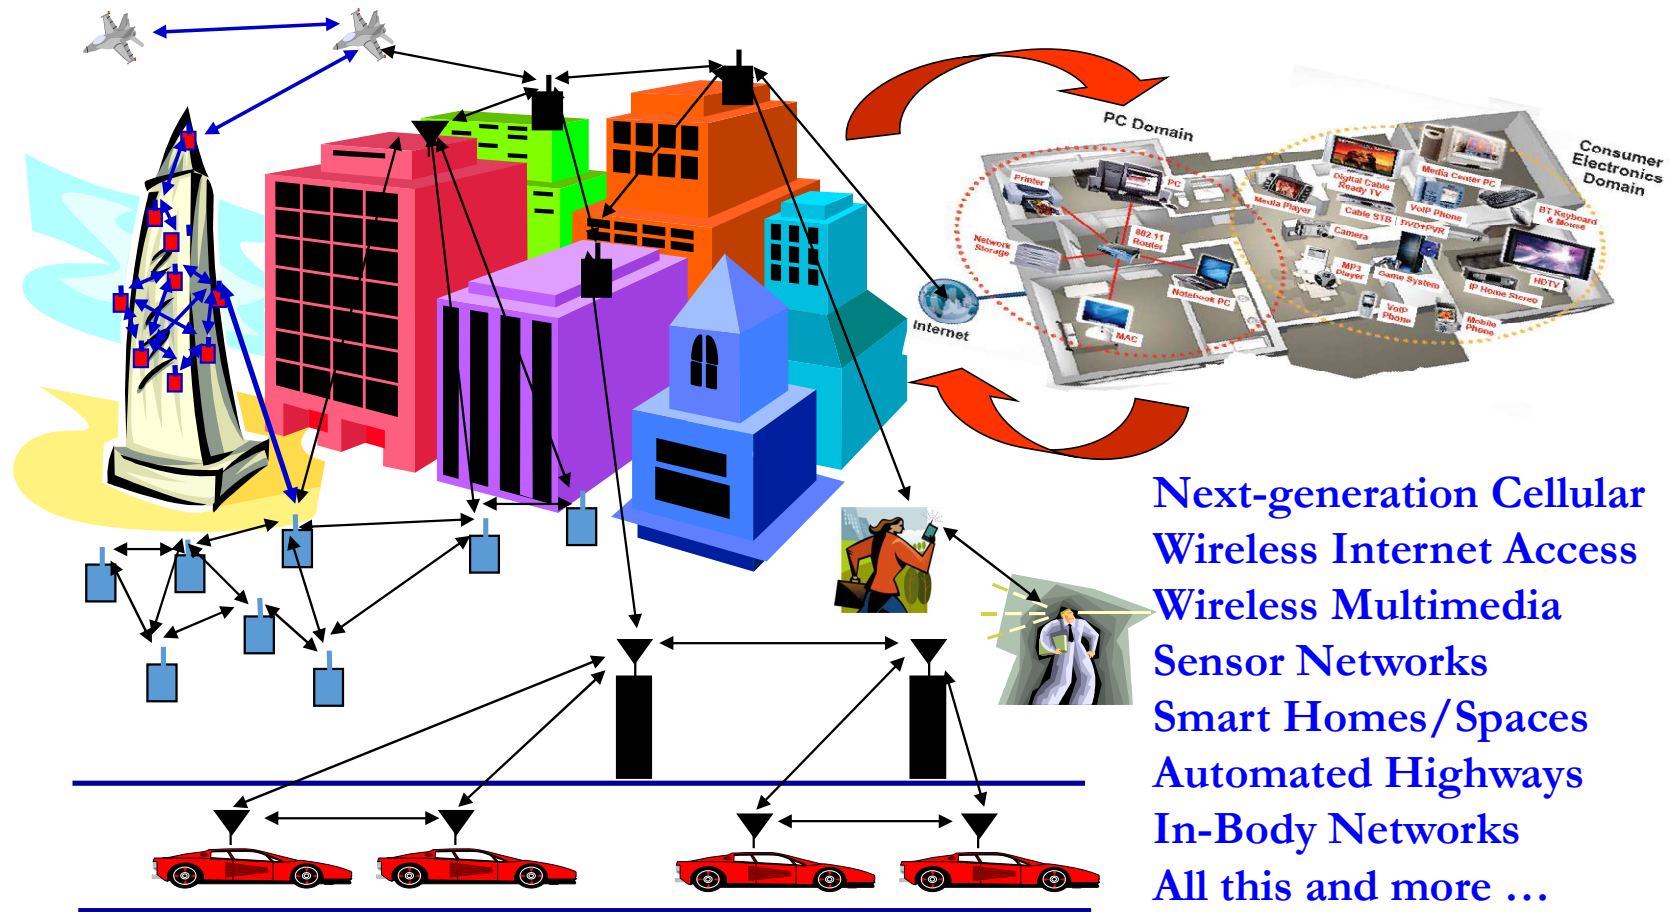 PC Domain
Consumer
Electronics
Domain
Printer
PC
Network
Storage
802.11
Router
Notebook PC
MAC
Internet
Digital Cable
Ready TV
Media Center PC
Media Player
Cable STB
VoIP Phone
DVD+PVR
BT Keyboard
& Mouse
Camera
MP3
Player
Game System
IP Home Stereo
HDTV
VoIP
Phone
Mobile
Phone
Next-generation Cellular
Wireless Internet Access
Wireless Multimedia
Sensor Networks
Smart Homes/Spaces
Automated Highways
In-Body Networks
All this and more …